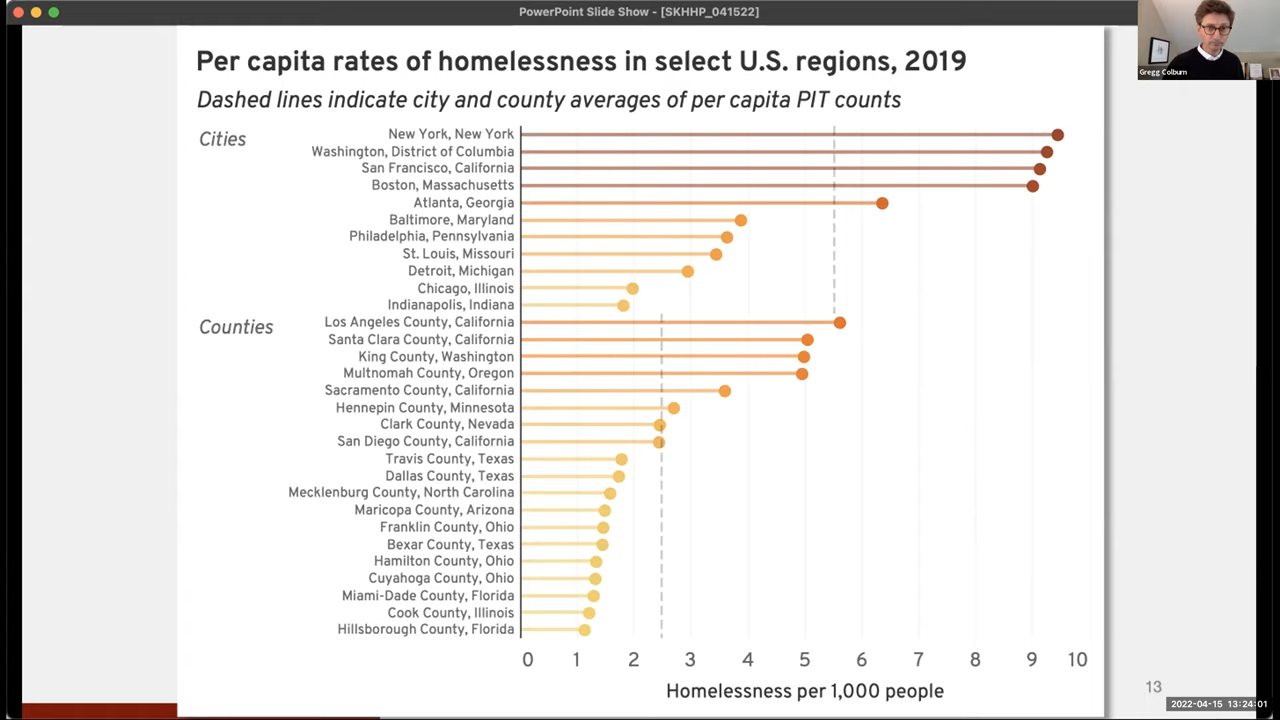 PowerPoint Slide Show - [SKHHP_041522]
Gregg Colburn
Per capita rates of homelessness in select U.S. regions, 2019
Dashed lines indicate city and county averages of per capita PIT counts
Cities
New York, New York
Washington, District of Columbia
San Francisco, California
Boston, Massachusetts
Atlanta, Georgia
Baltimore, Maryland
Philadelphia, Pennsylvania
St. Louis, Missouri
Detroit, Michigan
Chicago, Illinois
Indianapolis, Indiana
Counties
Los Angeles County, California
Santa Clara County, California
King County, Washington
Multnomah County, Oregon
Sacramento County, California
Hennepin County, Minnesota
Clark County, Nevada
San Diego County, California
Travis County, Texas
Dallas County, Texas
Mecklenburg County, North Carolina
Maricopa County, Arizona
Franklin County, Ohio
Bexar County, Texas
Hamilton County, Ohio
Cuyahoga County, Ohio
Miami-Dade County, Florida
Cook County, Illinois
Hillsborough County, Florida
0 1 2 3 4 5 6 7 8 9 10
Homelessness per 1,000 people
13
2022-04-15 13:24:01